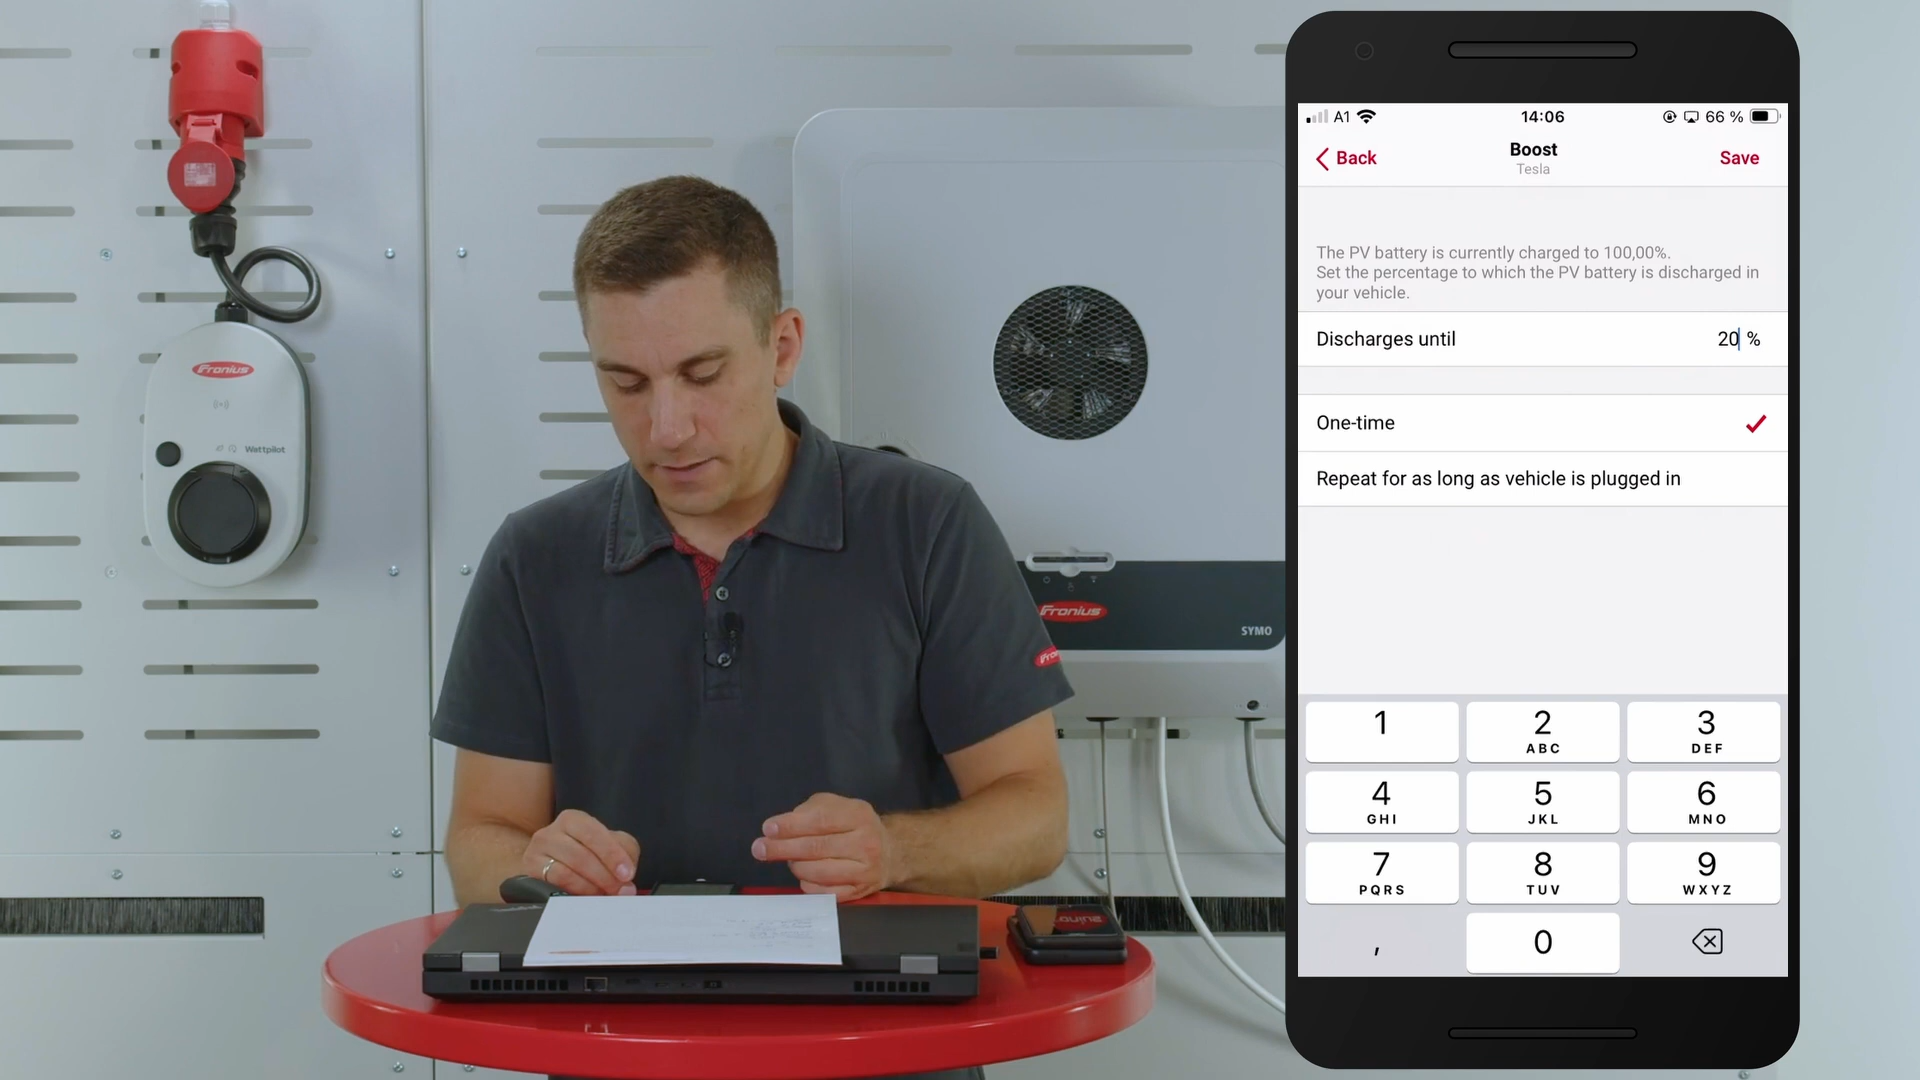 Fronius
Wattpilot
Fronius
SYMO
A1
14:06
66 %
Back
Boost
Save
Tesla
The PV battery is currently charged to 100,00%.
Set the percentage to which the PV battery is discharged in
your vehicle.
Discharges until
20 %
One-time
Repeat for as long as vehicle is plugged in
1
2
ABC
3
DEF
4
GHI
5
JKL
6
MNO
7
PQRS
8
TUV
9
WXYZ
,
0